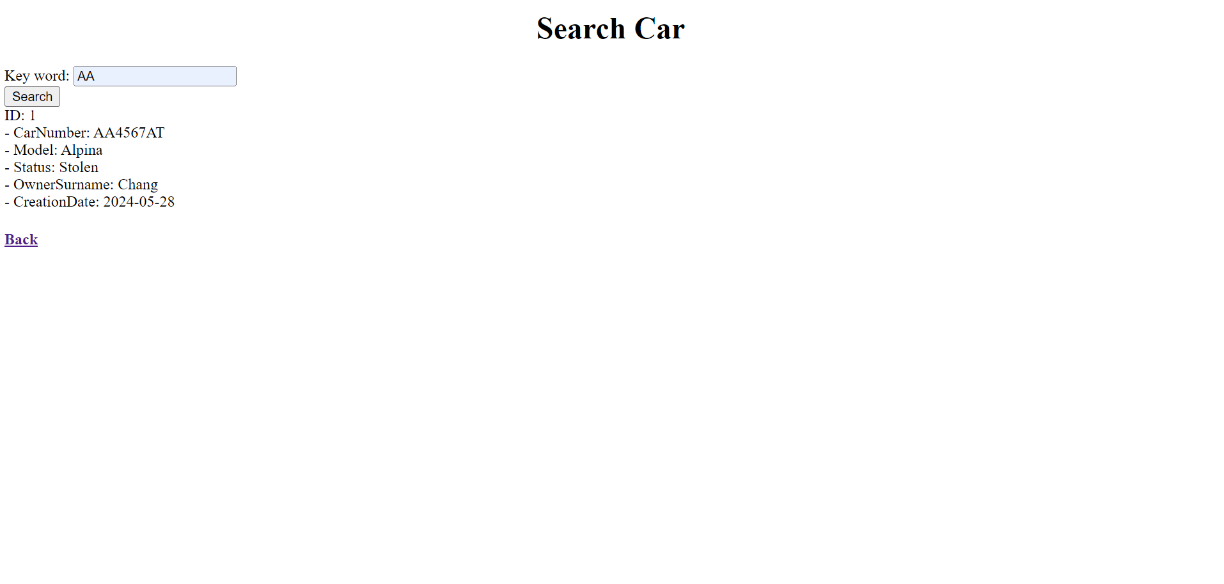 Search Car
Key word: AA
Search
ID: 1
- CarNumber: AA4567AT
- Model: Alpina
- Status: Stolen
- OwnerSurname: Chang
- CreationDate: 2024-05-28
Back